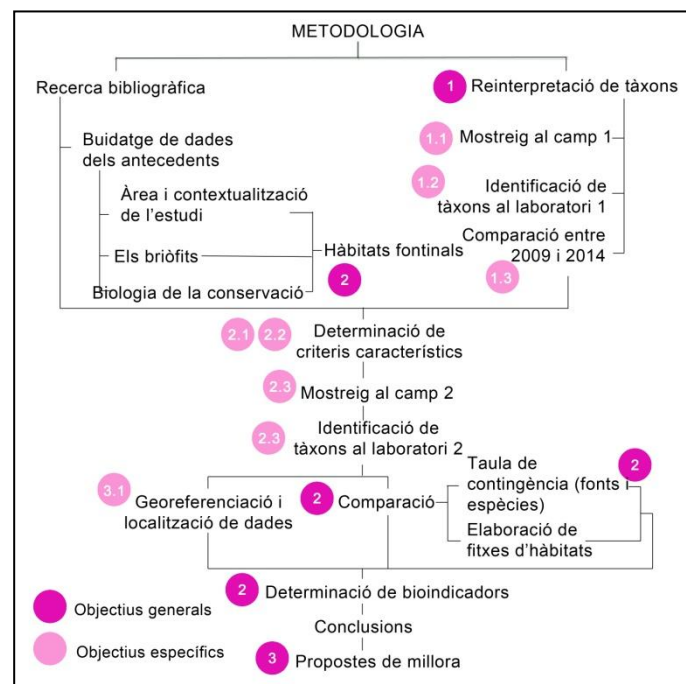 METODOLOGIA
Recerca bibliogràfica
1
Reinterpretació de tàxons
Buidatge de dades
dels antecedents
1.1
Mostreig al camp 1
Àrea i contextualització
de l'estudi
1.2
Identificació de
tàxons al laboratori 1
Els briòfits
Hàbitats fontinals
2
Comparació entre
2009 i 2014
1.3
Biologia de la conservació
2.1
2.2
Determinació de
criteris característics
2.3
Mostreig al camp 2
2.3
Identificació de
tàxons al laboratori 2
3.1
Georeferenciació i
localització de dades
2
Comparació
Taula de
contingència (fonts i
espècies)
2
Elaboració de
fitxes d'hàbitats
2
Determinació de bioindicadors
Conclusions
3
Propostes de millora
Objectius generals
Objectius específics